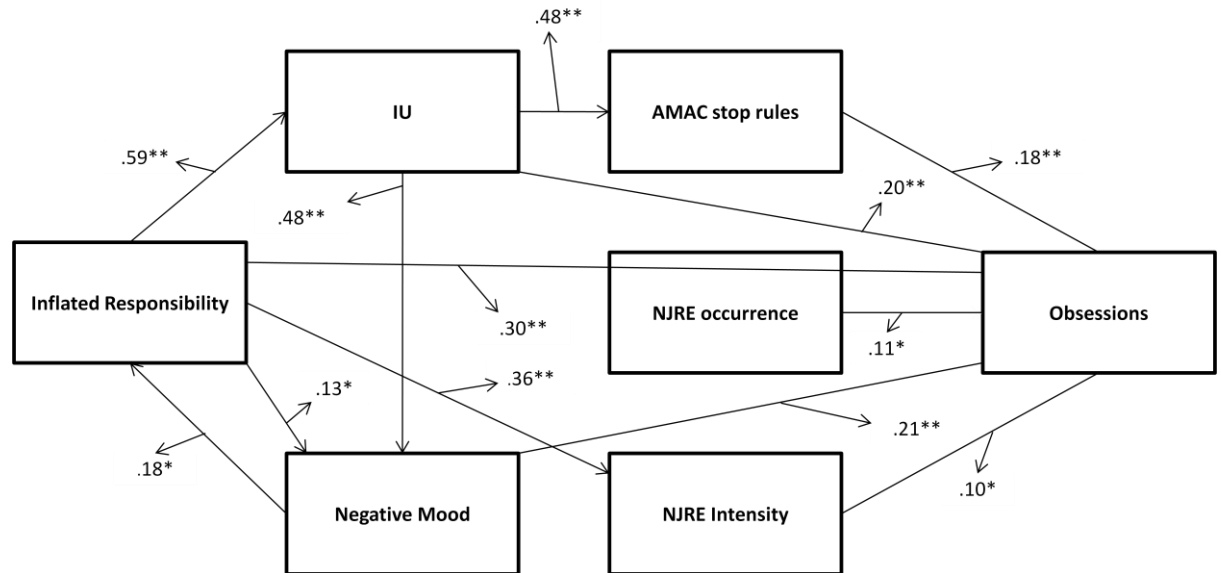 .48**
IU
AMAC stop rules
.59**
.18**
.20**
.48**
Inflated Responsibility
NJRE occurrence
Obsessions
.30**
.11*
.36**
.13*
.21**
.18*
.10*
Negative Mood
NJRE Intensity